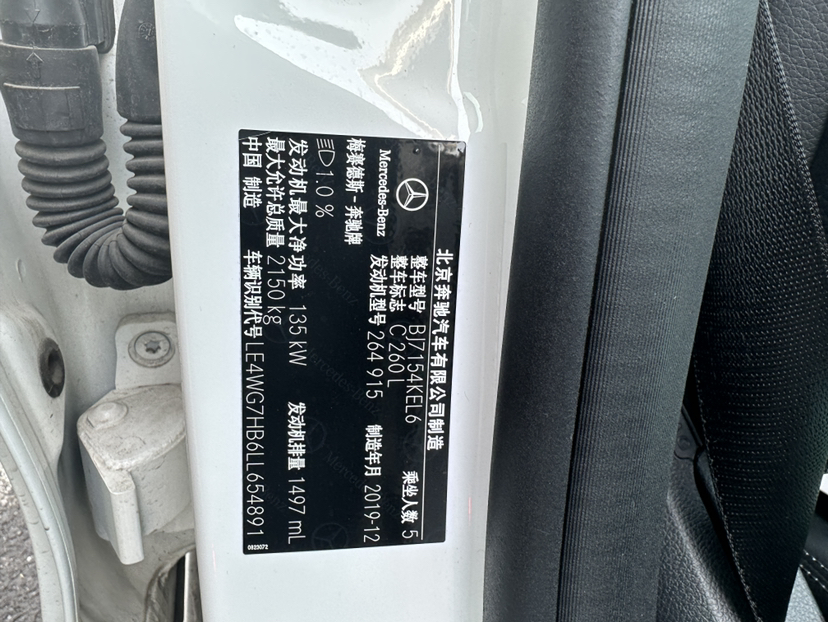 北京奔驰汽车有限公司制造
Mercedes-Benz
梅赛德斯-奔驰牌
整车型号 BJ7154KEL6 乘坐人数 5
整车标志 C 260 L
发动机型号 264 915 制造年月 2019-12
1.0 %
发动机最大净功率 135 kW 发动机排量 1497 mL
最大允许总质量 2150 kg
中国 制造 车辆识别代号 LE4WG7HB6LL654891
0823072